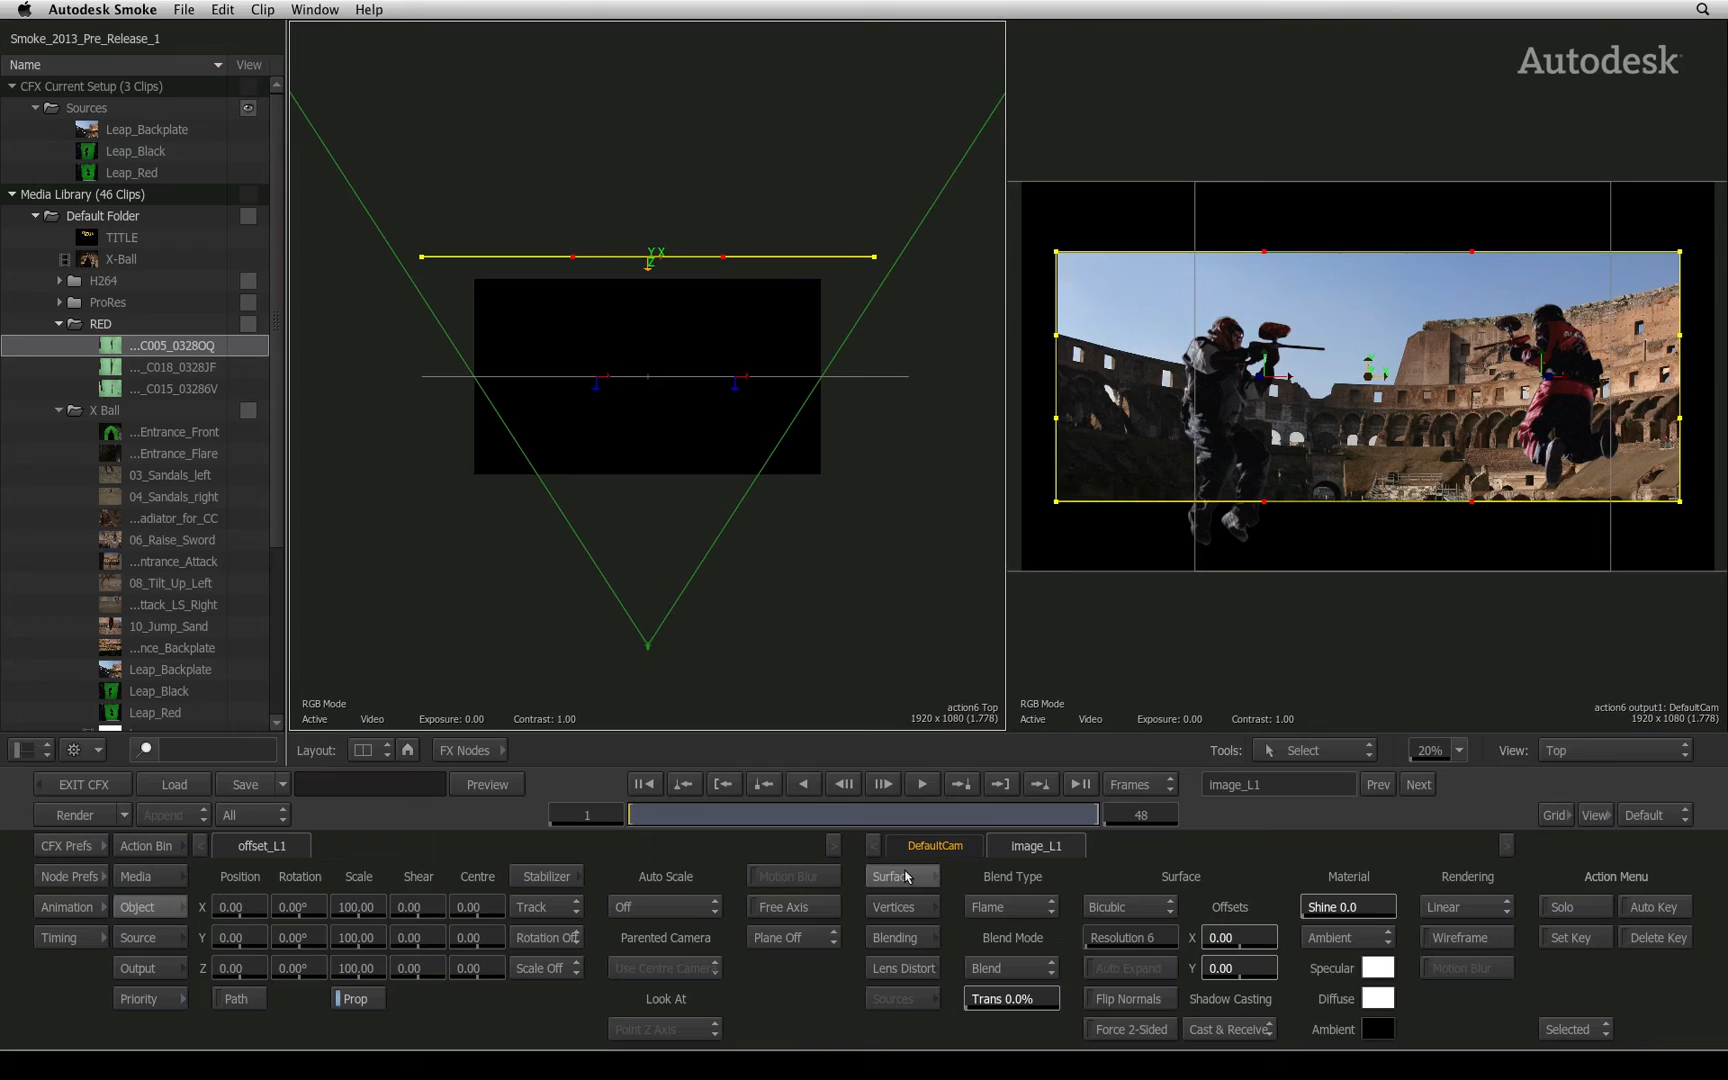 Autodesk Smoke File Edit Clip Window Help
Smoke_2013_Pre_Release_1
Autodesk
Name View
CFX Current Setup (3 Clips)
Sources
Leap_Backplate
Leap_Black
Leap_Red
Media Library (46 Clips)
Default Folder
TITLE
X-Ball
H264
ProRes
RED
...C005_0328OQ
..._C018_0328JF
..._C015_03286V
X Ball
...Entrance_Front
...Entrance_Flare
03_Sandals_left
04_Sandals_right
...adiator_for_CC
06_Raise_Sword
...ntrance_Attack
08_Tilt_Up_Left
...ttack_LS_Right
10_Jump_Sand
...nce_Backplate
Leap_Backplate
Leap_Black
Leap_Red
Y X
Z
RGB Mode
Active Video Exposure: 0.00 Contrast: 1.00
action6 Top
1920 x 1080 (1.778)
RGB Mode
Active Video Exposure: 0.00 Contrast: 1.00
action6 output1: DefaultCam
1920 x 1080 (1.778)
Layout: FX Nodes Tools: Select 20% View: Top
EXIT CFX Load Save Preview Frames image_L1 Prev Next
Render Append All 1 48 Grid View Default
CFX Prefs Action Bin < offset_L1 > < DefaultCam image_L1 >
Node Prefs Media Position Rotation Scale Shear Centre Stabilizer Auto Scale Motion Blur Surfac Blend Type Surface Material Rendering Action Menu
Animation Object X 0.00 0.00° 100.00 0.00 0.00 Track Off Free Axis Vertices Flame Bicubic Offsets Shine 0.0 Linear Solo Auto Key
Timing Source Y 0.00 0.00° 100.00 0.00 0.00 Rotation Off Parented Camera Plane Off Blending Blend Mode Resolution 6 X 0.00 Ambient Wireframe Set Key Delete Key
Output Z 0.00 0.00° 100.00 0.00 0.00 Scale Off Use Centre Camera Lens Distort Blend Auto Expand Y 0.00 Specular Motion Blur
Priority Path Prop Look At Sources Trans 0.0% Flip Normals Shadow Casting Diffuse
Point Z Axis Force 2-Sided Cast & Receive Ambient Selected